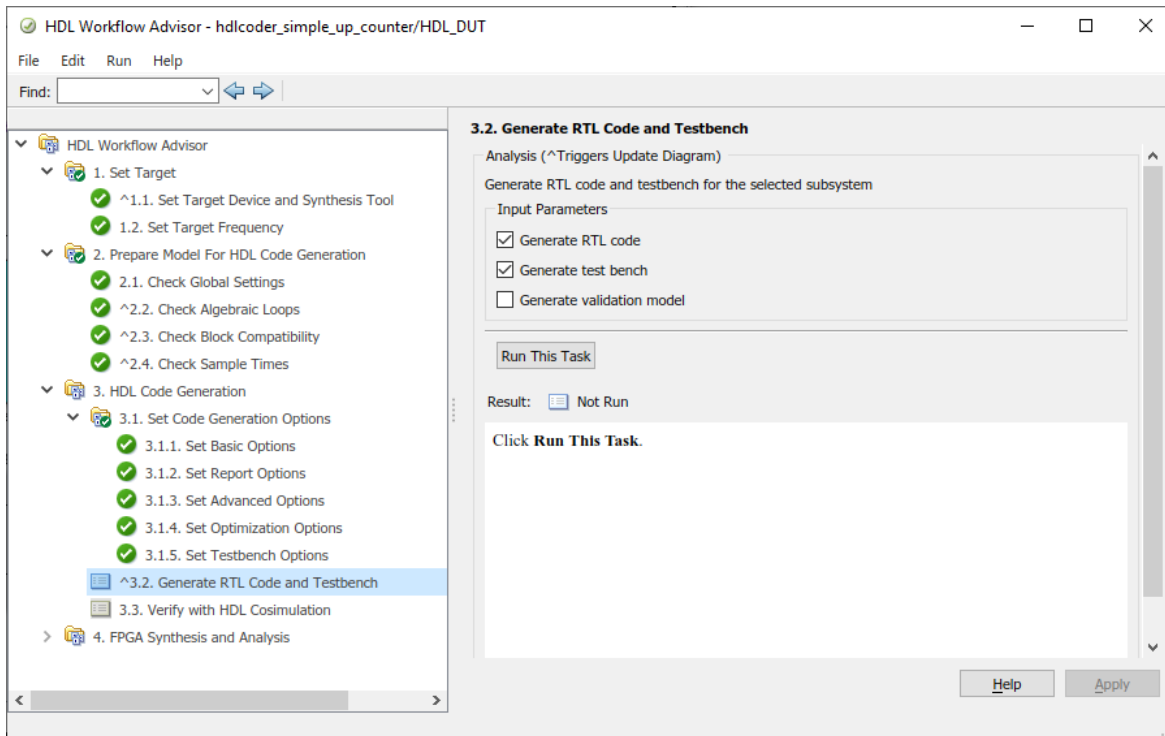 HDL Workflow Advisor - hdlcoder_simple_up_counter/HDL_DUT
File Edit Run Help
Find:
HDL Workflow Advisor
1. Set Target
^1.1. Set Target Device and Synthesis Tool
1.2. Set Target Frequency
2. Prepare Model For HDL Code Generation
2.1. Check Global Settings
^2.2. Check Algebraic Loops
^2.3. Check Block Compatibility
^2.4. Check Sample Times
3. HDL Code Generation
3.1. Set Code Generation Options
3.1.1. Set Basic Options
3.1.2. Set Report Options
3.1.3. Set Advanced Options
3.1.4. Set Optimization Options
3.1.5. Set Testbench Options
^3.2. Generate RTL Code and Testbench
3.3. Verify with HDL Cosimulation
4. FPGA Synthesis and Analysis
3.2. Generate RTL Code and Testbench
Analysis (^Triggers Update Diagram)
Generate RTL code and testbench for the selected subsystem
Input Parameters
Generate RTL code
Generate test bench
Generate validation model
Run This Task
Result: Not Run
Click Run This Task.
Help Apply